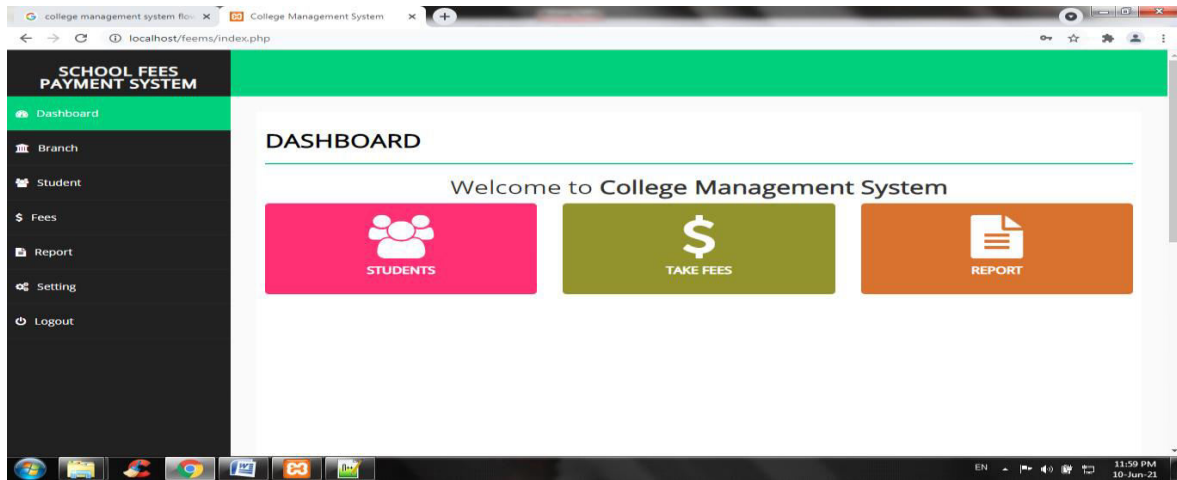 college management system flo
College Management System
localhost/feems/index.php
SCHOOL FEES
PAYMENT SYSTEM
Dashboard
Branch
Student
$ Fees
Report
Setting
Logout
DASHBOARD
Welcome to College Management System
STUDENTS
$
TAKE FEES
REPORT
EN
11:59 PM
10-Jun-21